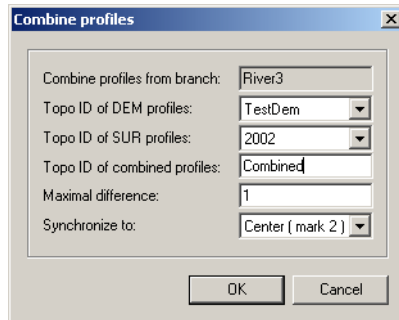 Combine profiles
Combine profiles from branch: River3
Topo ID of DEM profiles: TestDem
Topo ID of SUR profiles: 2002
Topo ID of combined profiles: Combined
Maximal difference: 1
Synchronize to: Center ( mark 2 )
OK Cancel